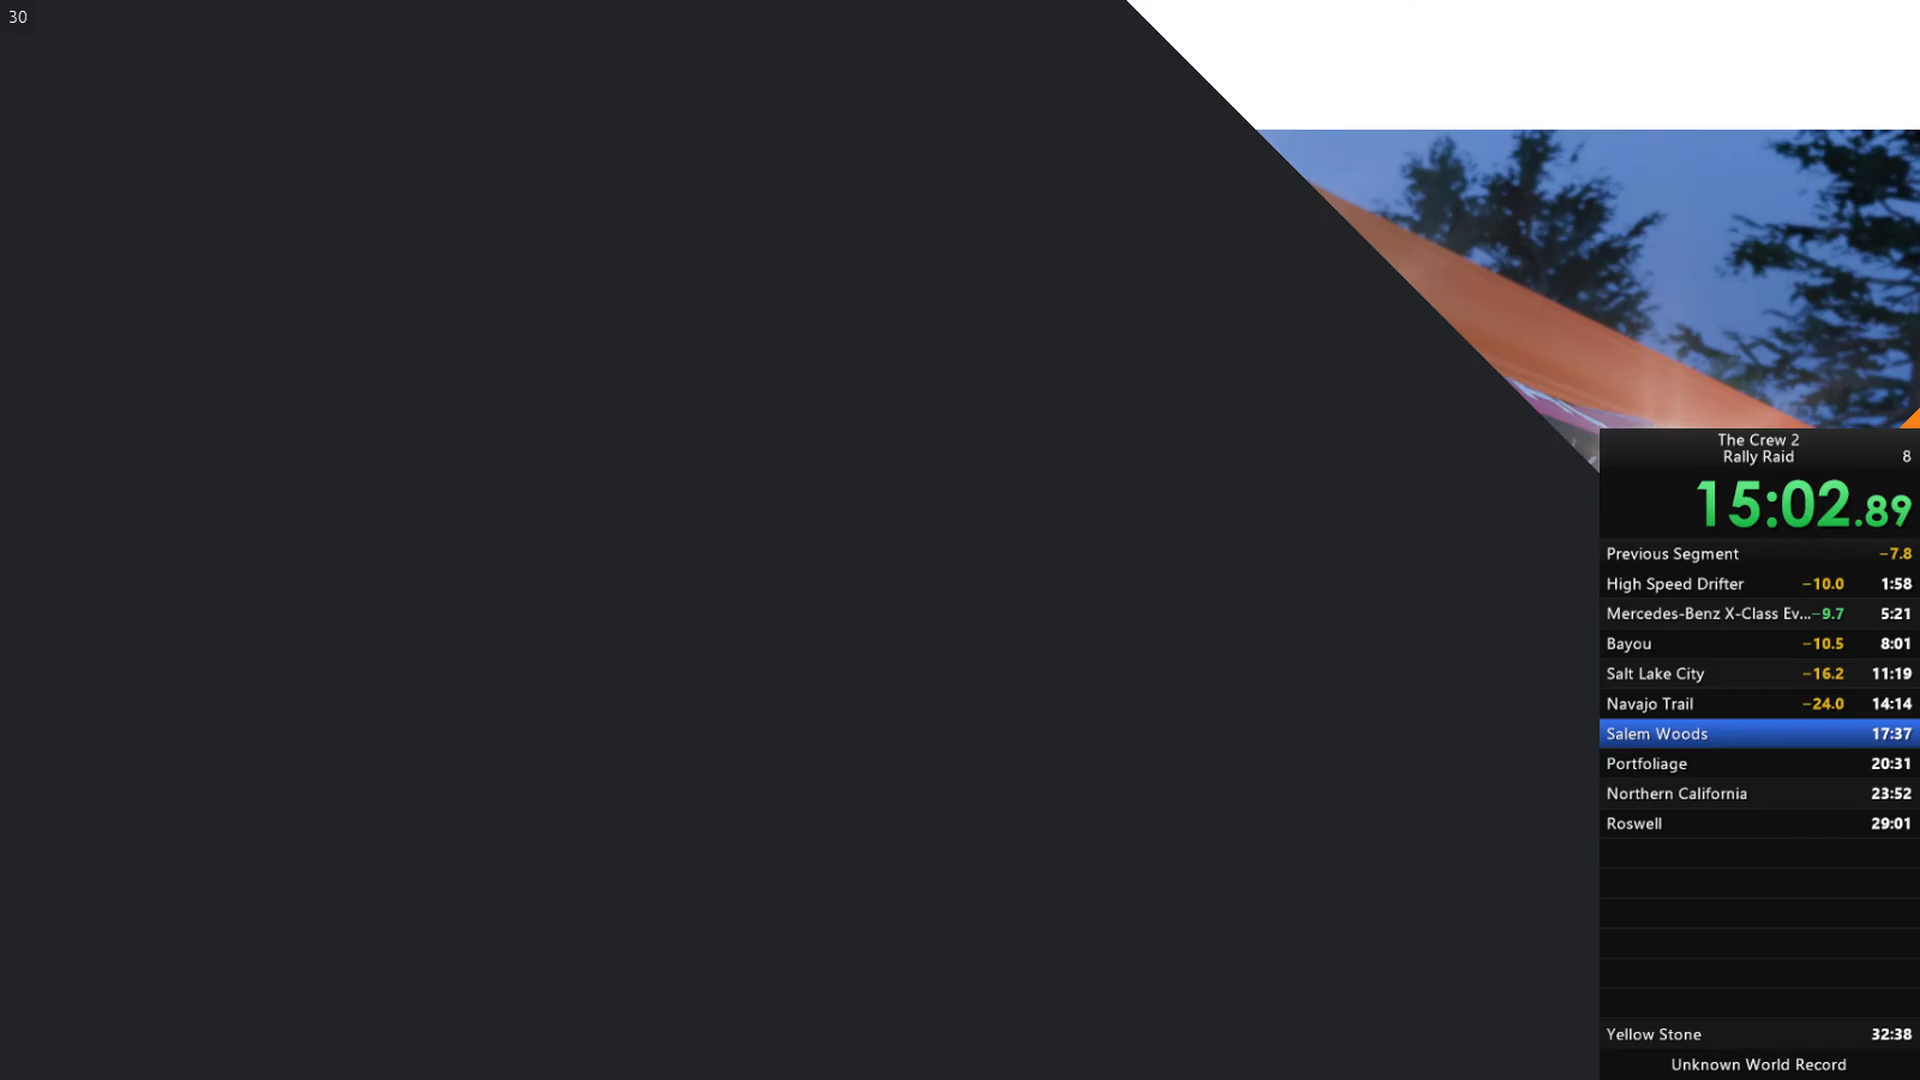 30
The Crew 2
Rally Raid 8
15:02.89
Previous Segment −7.8
High Speed Drifter −10.0 1:58
Mercedes-Benz X-Class Ev...−9.7 5:21
Bayou −10.5 8:01
Salt Lake City −16.2 11:19
Navajo Trail −24.0 14:14
Salem Woods 17:37
Portfoliage 20:31
Northern California 23:52
Roswell 29:01
Yellow Stone 32:38
Unknown World Record